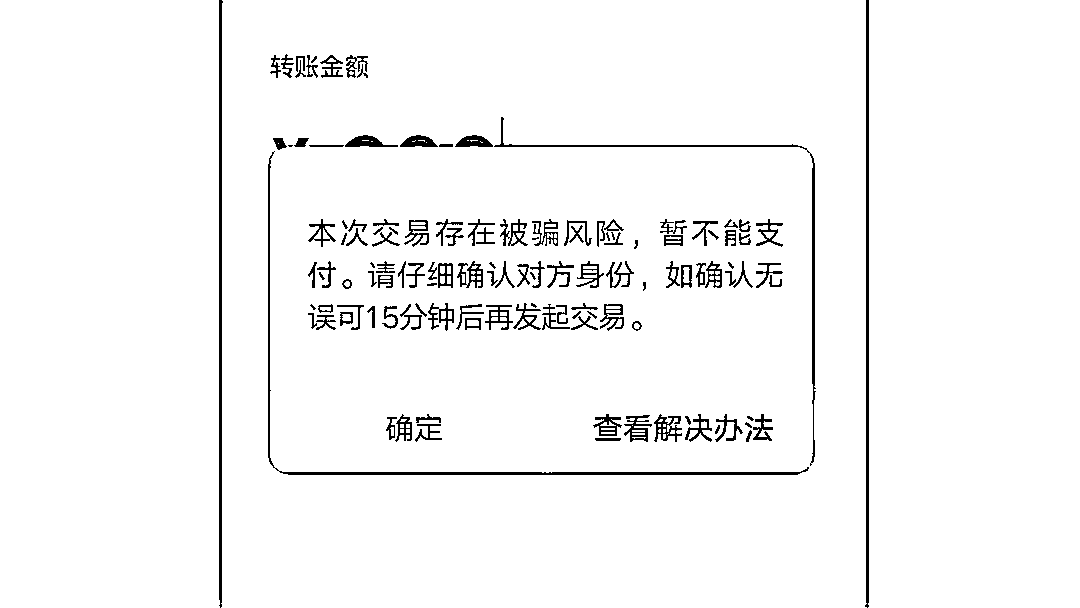 转账金额
本次交易存在被骗风险，暂不能支
付。请仔细确认对方身份，如确认无
误可15分钟后再发起交易。
确定
查看解决办法